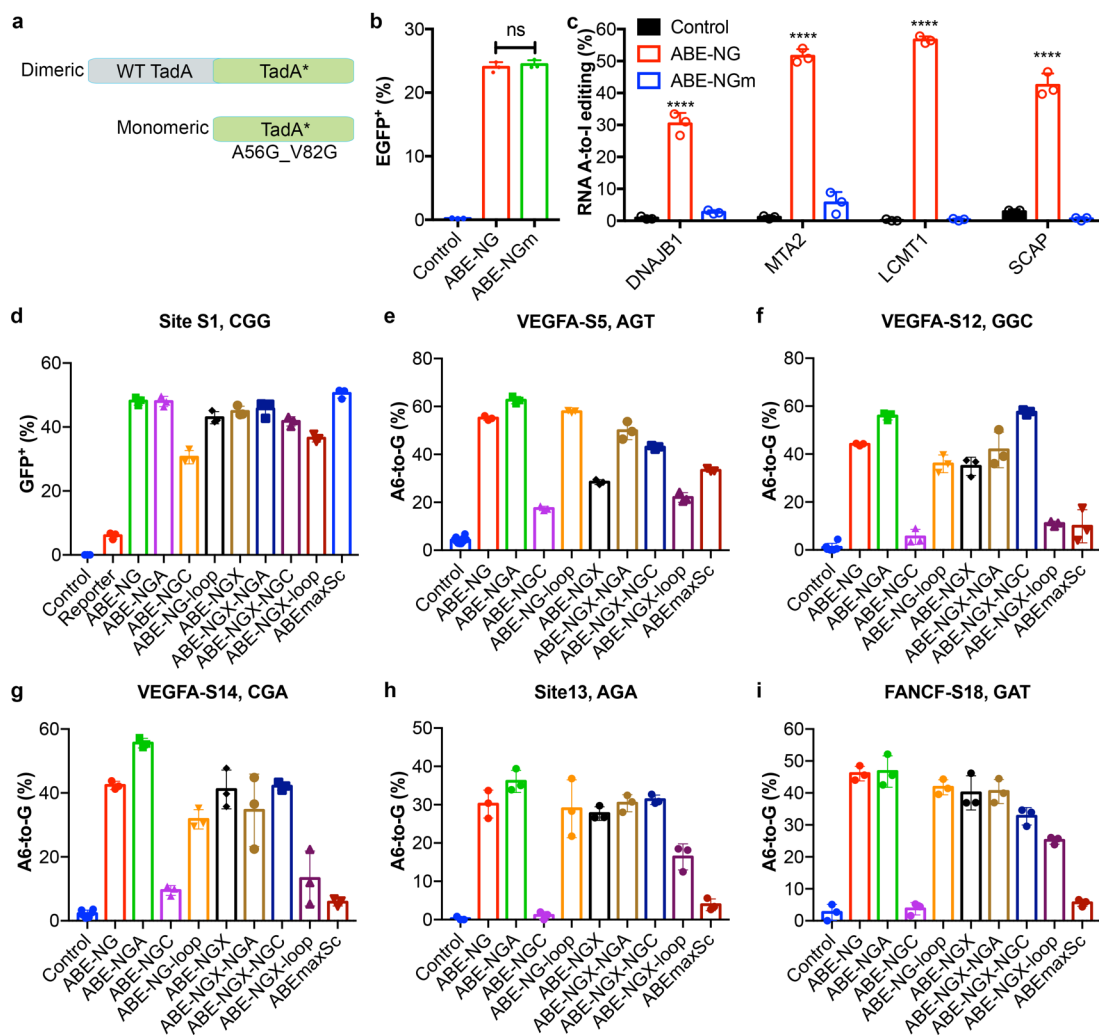 a
Dimeric
WT TadA
TadA*
Monomeric
TadA*
A56G_V82G
b
EGFP⁺ (%)
30
20
10
0
ns
Control
ABE-NG
ABE-NGm
c
RNA A-to-I editing (%)
70
60
50
40
30
20
10
0
Control
ABE-NG
ABE-NGm
****
****
****
****
DNAJB1
MTA2
LCMT1
SCAP
d
Site S1, CGG
GFP⁺ (%)
60
40
20
0
Control
Reporter
ABE-NG
ABE-NGA
ABE-NGC
ABE-NG-loop
ABE-NGX
ABE-NGX-NGA
ABE-NGX-NGC
ABE-NGX-loop
ABEmaxSc
e
VEGFA-S5, AGT
A6-to-G (%)
80
60
40
20
0
Control
ABE-NG
ABE-NGA
ABE-NGC
ABE-NG-loop
ABE-NGX
ABE-NGX-NGA
ABE-NGX-NGC
ABE-NGX-loop
ABEmaxSc
f
VEGFA-S12, GGC
A6-to-G (%)
80
60
40
20
0
Control
ABE-NG
ABE-NGA
ABE-NGC
ABE-NG-loop
ABE-NGX
ABE-NGX-NGA
ABE-NGX-NGC
ABE-NGX-loop
ABEmaxSc
g
VEGFA-S14, CGA
A6-to-G (%)
60
40
20
0
Control
ABE-NG
ABE-NGA
ABE-NGC
ABE-NG-loop
ABE-NGX
ABE-NGX-NGA
ABE-NGX-NGC
ABE-NGX-loop
ABEmaxSc
h
Site13, AGA
A6-to-G (%)
50
40
30
20
10
0
Control
ABE-NG
ABE-NGA
ABE-NGC
ABE-NG-loop
ABE-NGX
ABE-NGX-NGA
ABE-NGX-NGC
ABE-NGX-loop
ABEmaxSc
i
FANCF-S18, GAT
A6-to-G (%)
60
50
40
30
20
10
0
Control
ABE-NG
ABE-NGA
ABE-NGC
ABE-NG-loop
ABE-NGX
ABE-NGX-NGA
ABE-NGX-NGC
ABE-NGX-loop
ABEmaxSc